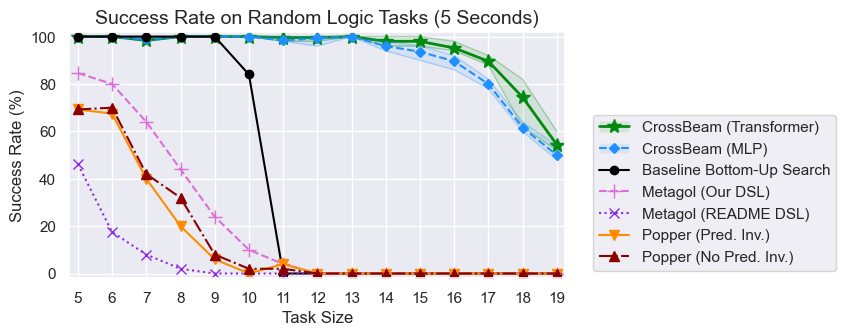 Success Rate on Random Logic Tasks (5 Seconds)
Success Rate (%)
100
80
60
40
20
0
5 6 7 8 9 10 11 12 13 14 15 16 17 18 19
Task Size
CrossBeam (Transformer)
CrossBeam (MLP)
Baseline Bottom-Up Search
Metagol (Our DSL)
Metagol (README DSL)
Popper (Pred. Inv.)
Popper (No Pred. Inv.)